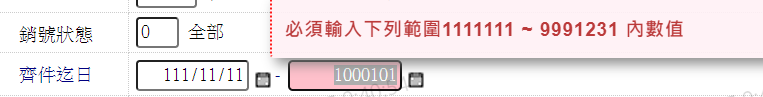 必須輸入下列範圍1111111 ~ 9991231 內數值
銷號狀態 0 全部
齊件迄日 111/11/11 - 1000101